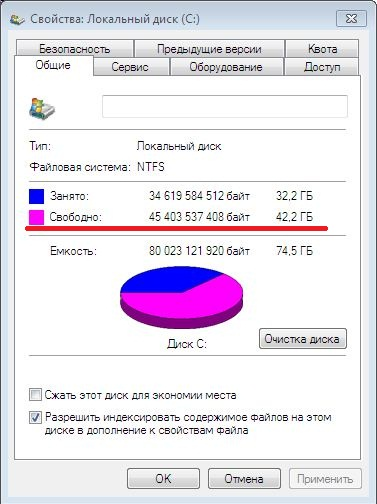 Свойства: Локальный диск (C:)
Безопасность Предыдущие версии Квота
Общие Сервис Оборудование Доступ
Тип: Локальный диск
Файловая система: NTFS
Занято: 34 619 584 512 байт 32,2 ГБ
Свободно: 45 403 537 408 байт 42,2 ГБ
Емкость: 80 023 121 920 байт 74,5 ГБ
Диск C:
Очистка диска
Сжать этот диск для экономии места
Разрешить индексировать содержимое файлов на этом
диске в дополнение к свойствам файла
OK Отмена Применить